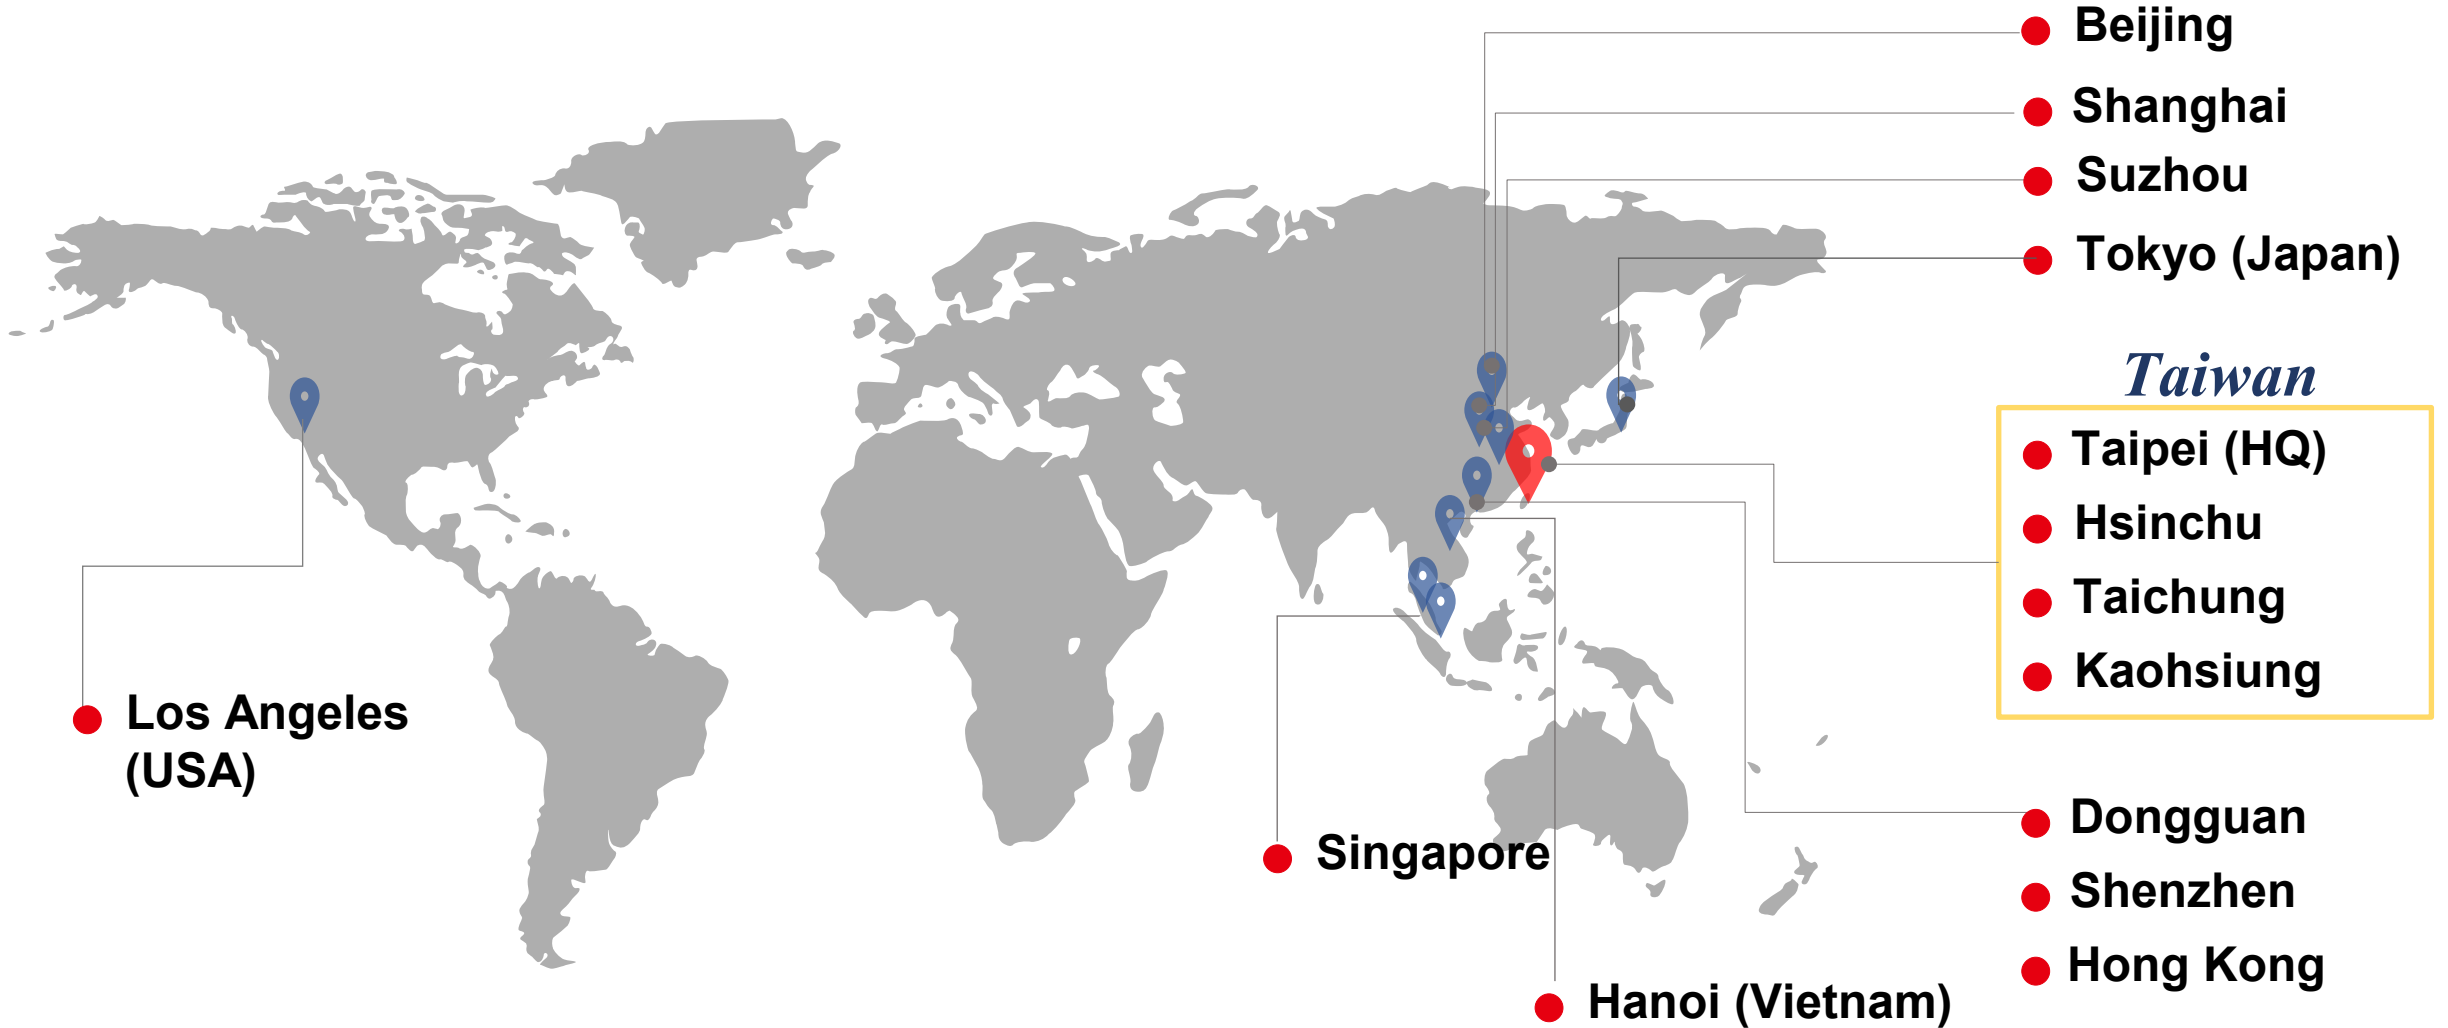 Beijing
Shanghai
Suzhou
Tokyo (Japan)
Taiwan
Taipei (HQ)
Hsinchu
Taichung
Kaohsiung
Los Angeles
(USA)
Dongguan
Singapore
Shenzhen
Hong Kong
Hanoi (Vietnam)